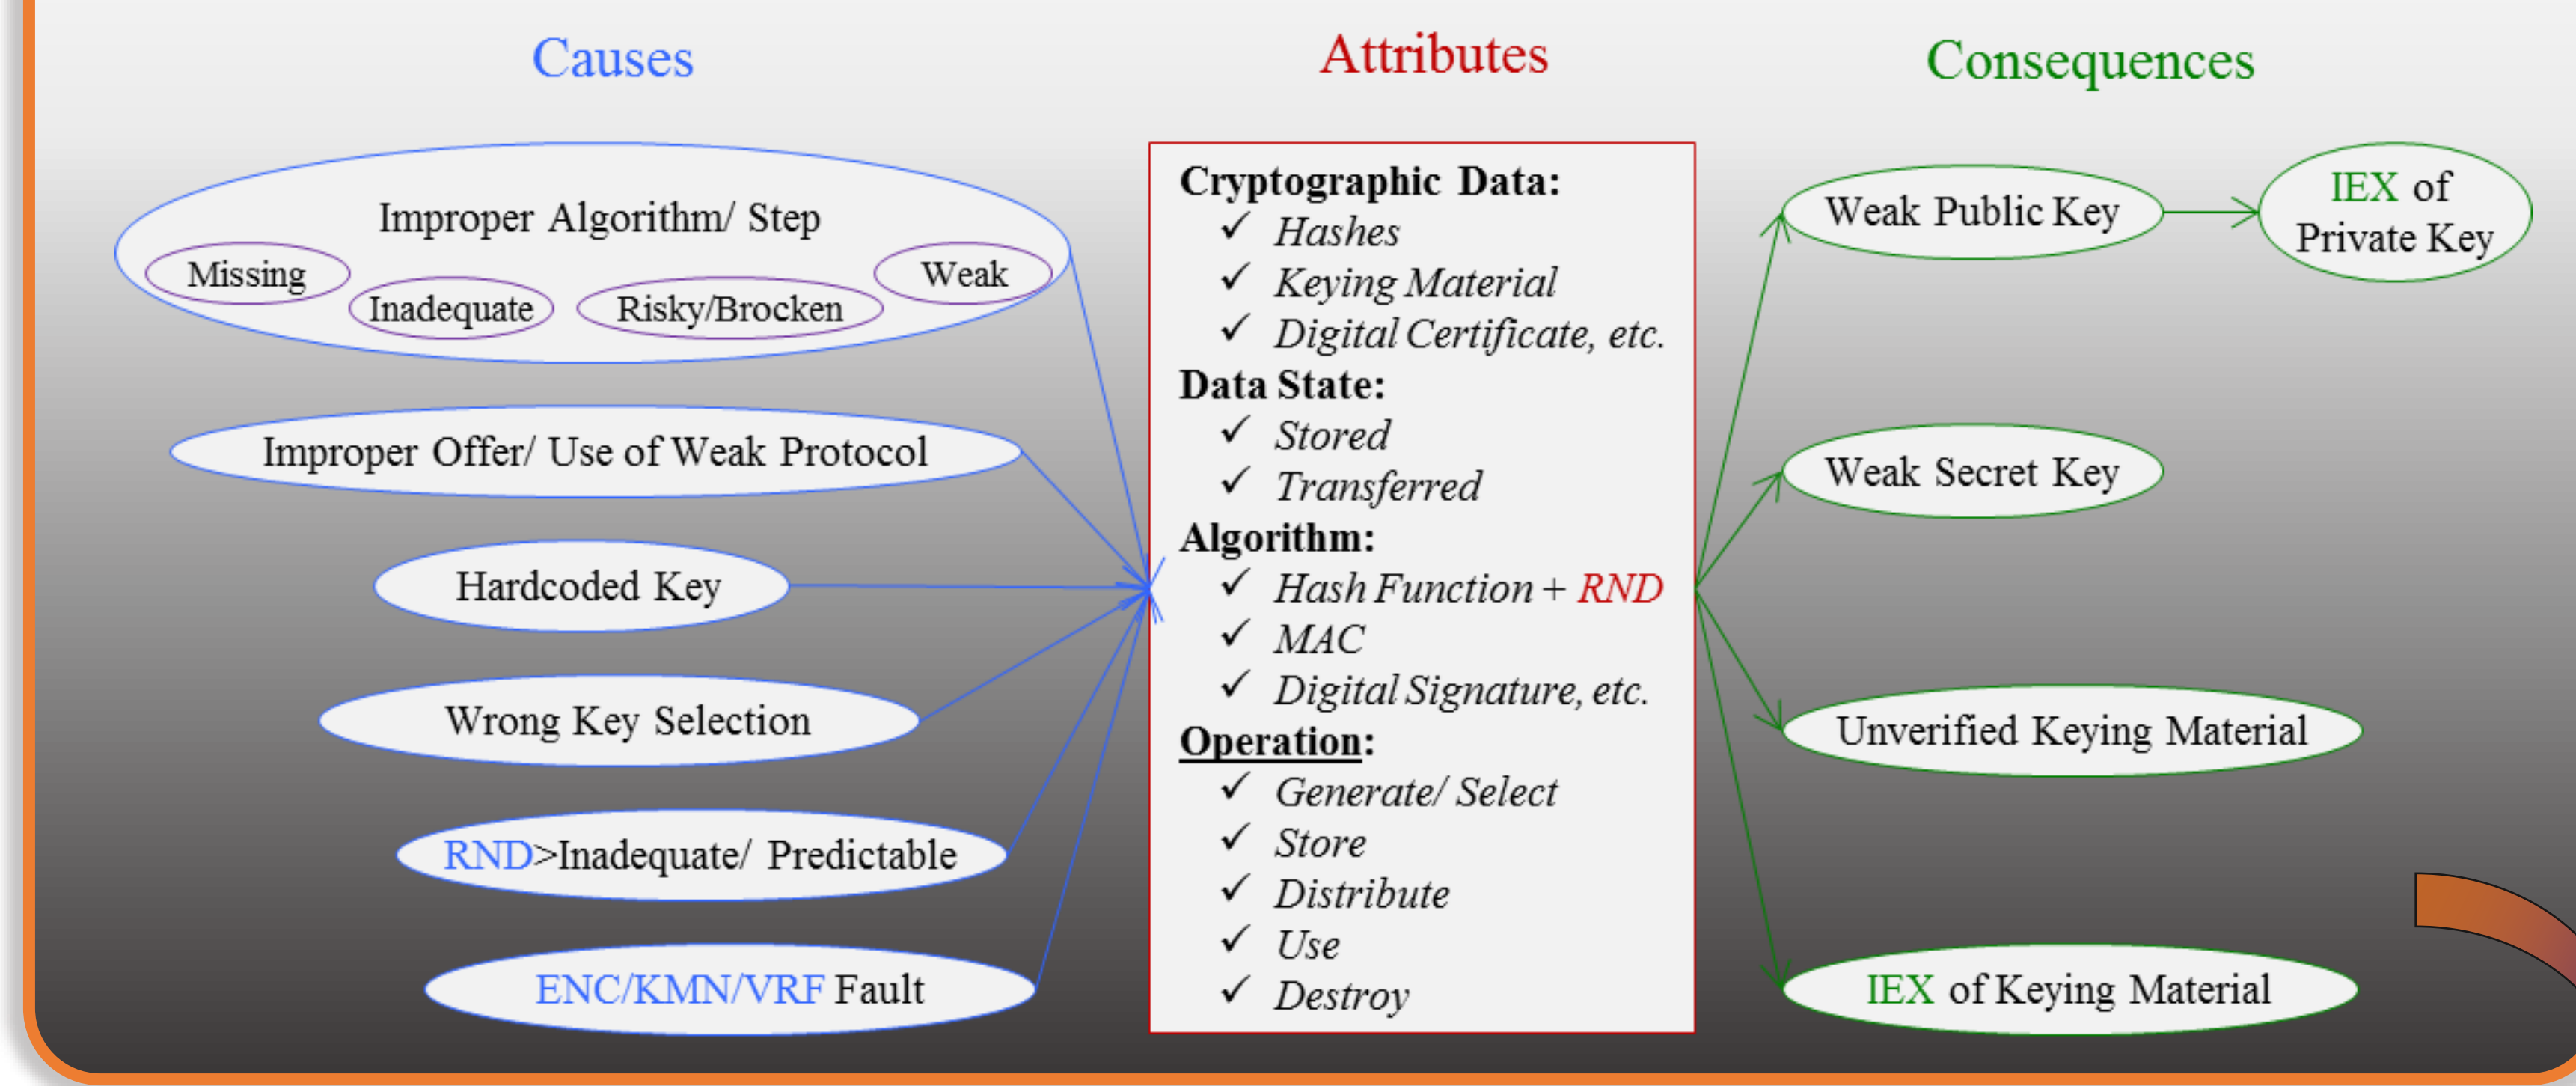 Causes
Improper Algorithm/ Step
Missing
Inadequate
Risky/Brocken
Weak
Improper Offer/ Use of Weak Protocol
Hardcoded Key
Wrong Key Selection
RND>Inadequate/ Predictable
ENC/KMN/VRF Fault
Attributes
Cryptographic Data:
✓ Hashes
✓ Keying Material
✓ Digital Certificate, etc.
Data State:
✓ Stored
✓ Transferred
Algorithm:
✓ Hash Function + RND
✓ MAC
✓ Digital Signature, etc.
Operation:
✓ Generate/ Select
✓ Store
✓ Distribute
✓ Use
✓ Destroy
Consequences
Weak Public Key
IEX of
Private Key
Weak Secret Key
Unverified Keying Material
IEX of Keying Material